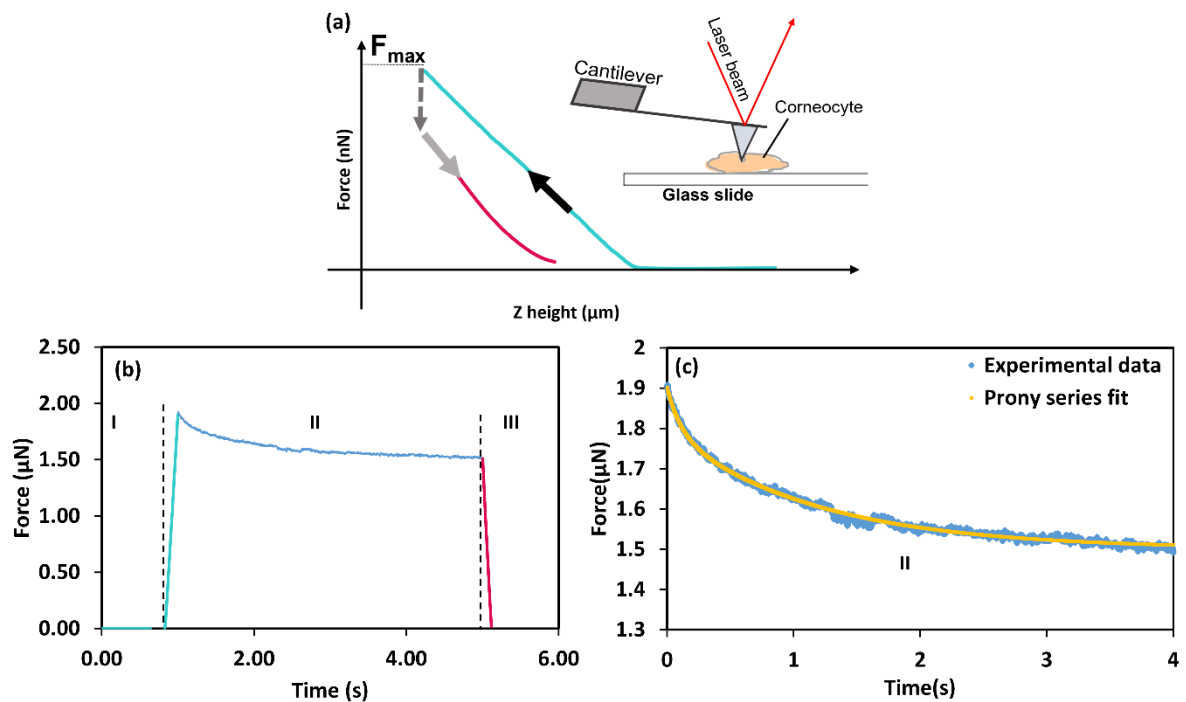 (a)
Fmax
Force (nN)
Z height (µm)
Cantilever
Laser beam
Corneocyte
Glass slide
(b)
2.50
2.00
1.50
1.00
0.50
0.00
I
II
III
Force (µN)
0.00
2.00
4.00
6.00
Time (s)
(c)
Experimental data
Prony series fit
2
1.9
1.8
1.7
1.6
1.5
1.4
1.3
II
Force(µN)
0
1
2
3
4
Time(s)